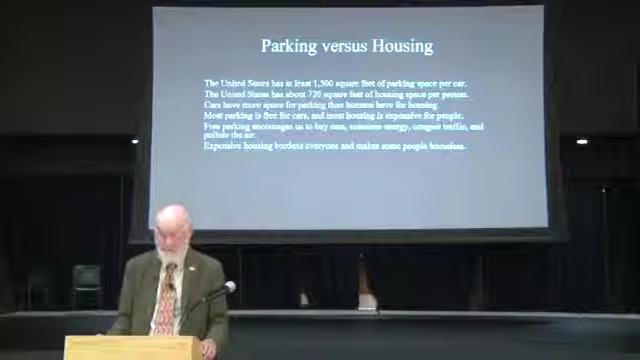 Parking versus Housing
The United States has at least 1,300 square feet of parking space per car.
The United States has about 720 square feet of housing space per person.
Cars have more space for parking than humans have for housing.
Most parking is free for cars, and most housing is expensive for people.
Free parking encourages us to buy cars, consume energy, congest traffic, and
pollute the air.
Expensive housing burdens everyone and makes some people homeless.